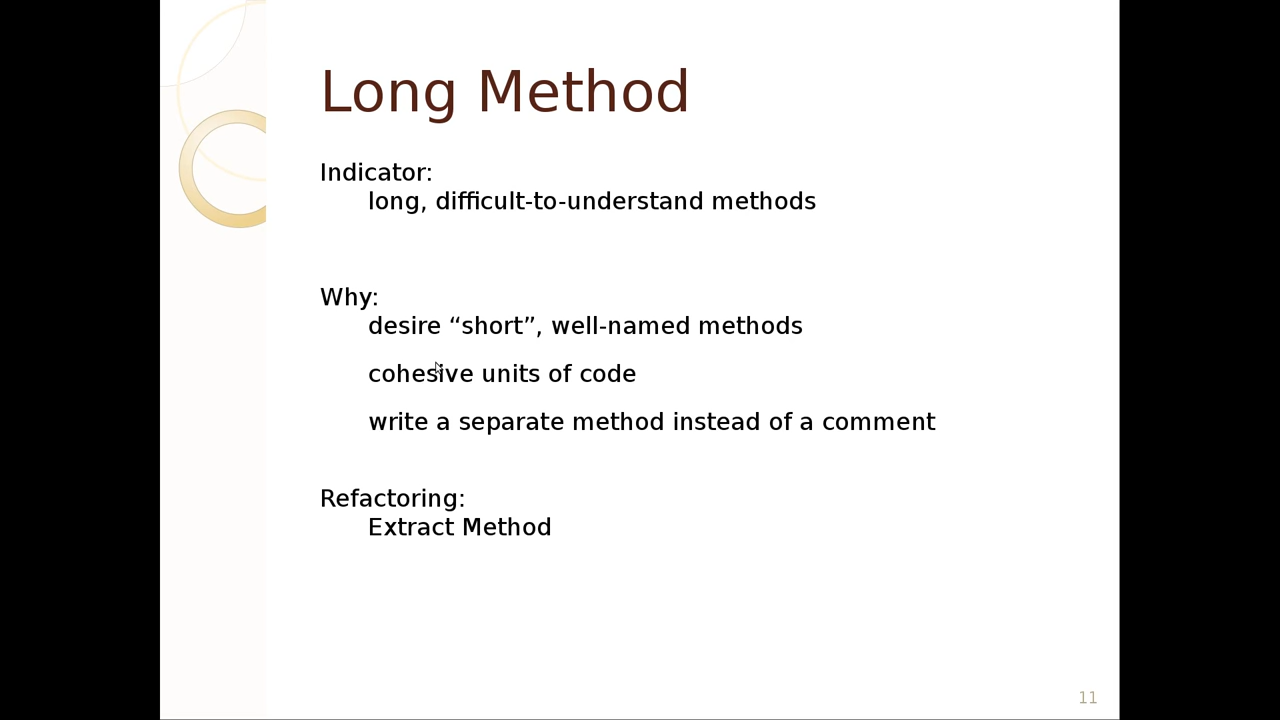 Long Method
Indicator:
long, difficult-to-understand methods
Why:
desire “short”, well-named methods
cohesive units of code
write a separate method instead of a comment
Refactoring:
Extract Method
11